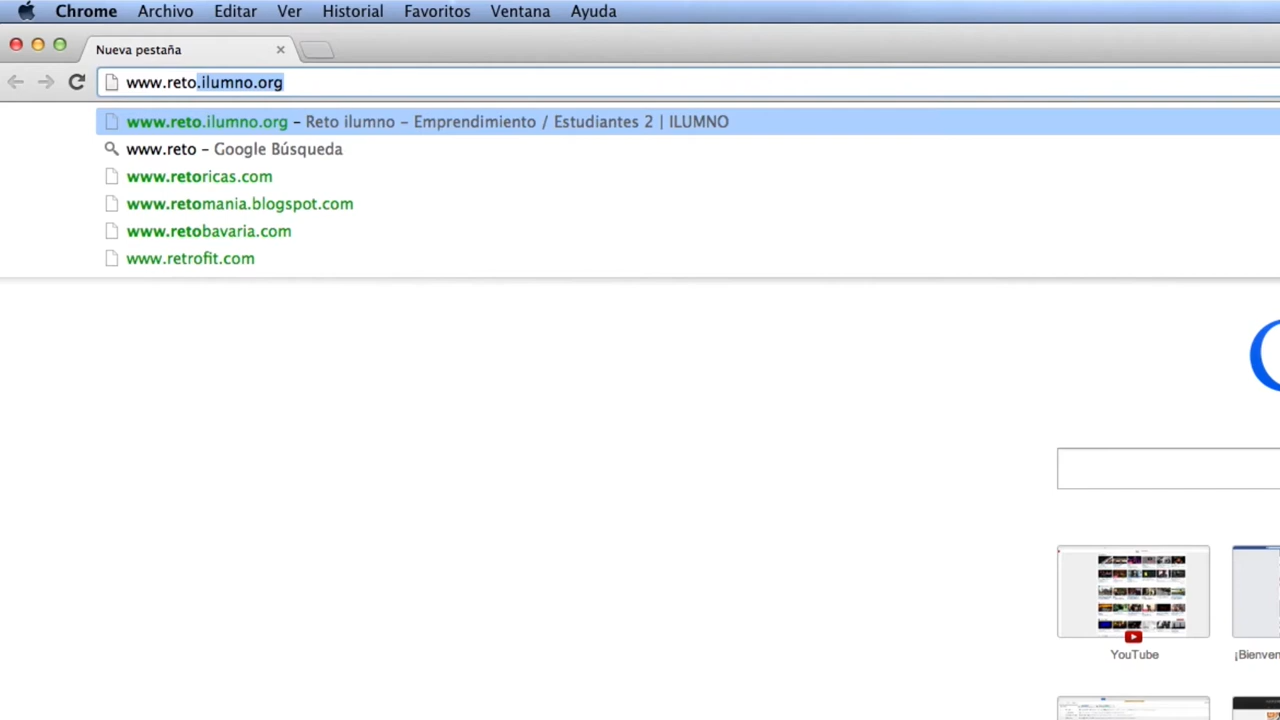 Chrome Archivo Editar Ver Historial Favoritos Ventana Ayuda
Nueva pestaña
www.reto.ilumno.org
www.reto.ilumno.org – Reto ilumno – Emprendimiento / Estudiantes 2 | ILUMNO
www.reto – Google Búsqueda
www.retoricas.com
www.retomania.blogspot.com
www.retobavaria.com
www.retrofit.com
YouTube